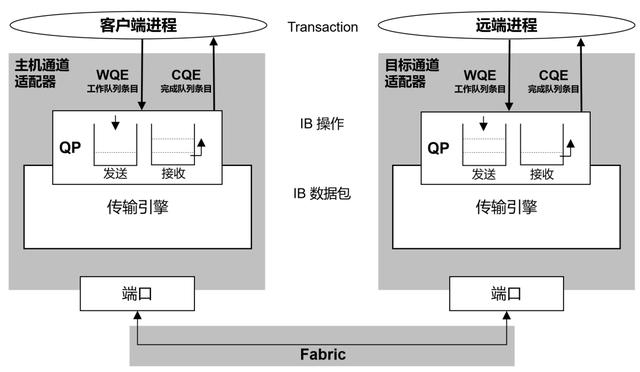 客户端进程
Transaction
远端进程
主机通道
适配器
WQE
工作队列条目
CQE
完成队列条目
目标通道
适配器
WQE
工作队列条目
CQE
完成队列条目
QP
发送
接收
IB 操作
QP
发送
接收
传输引擎
IB 数据包
传输引擎
端口
端口
Fabric